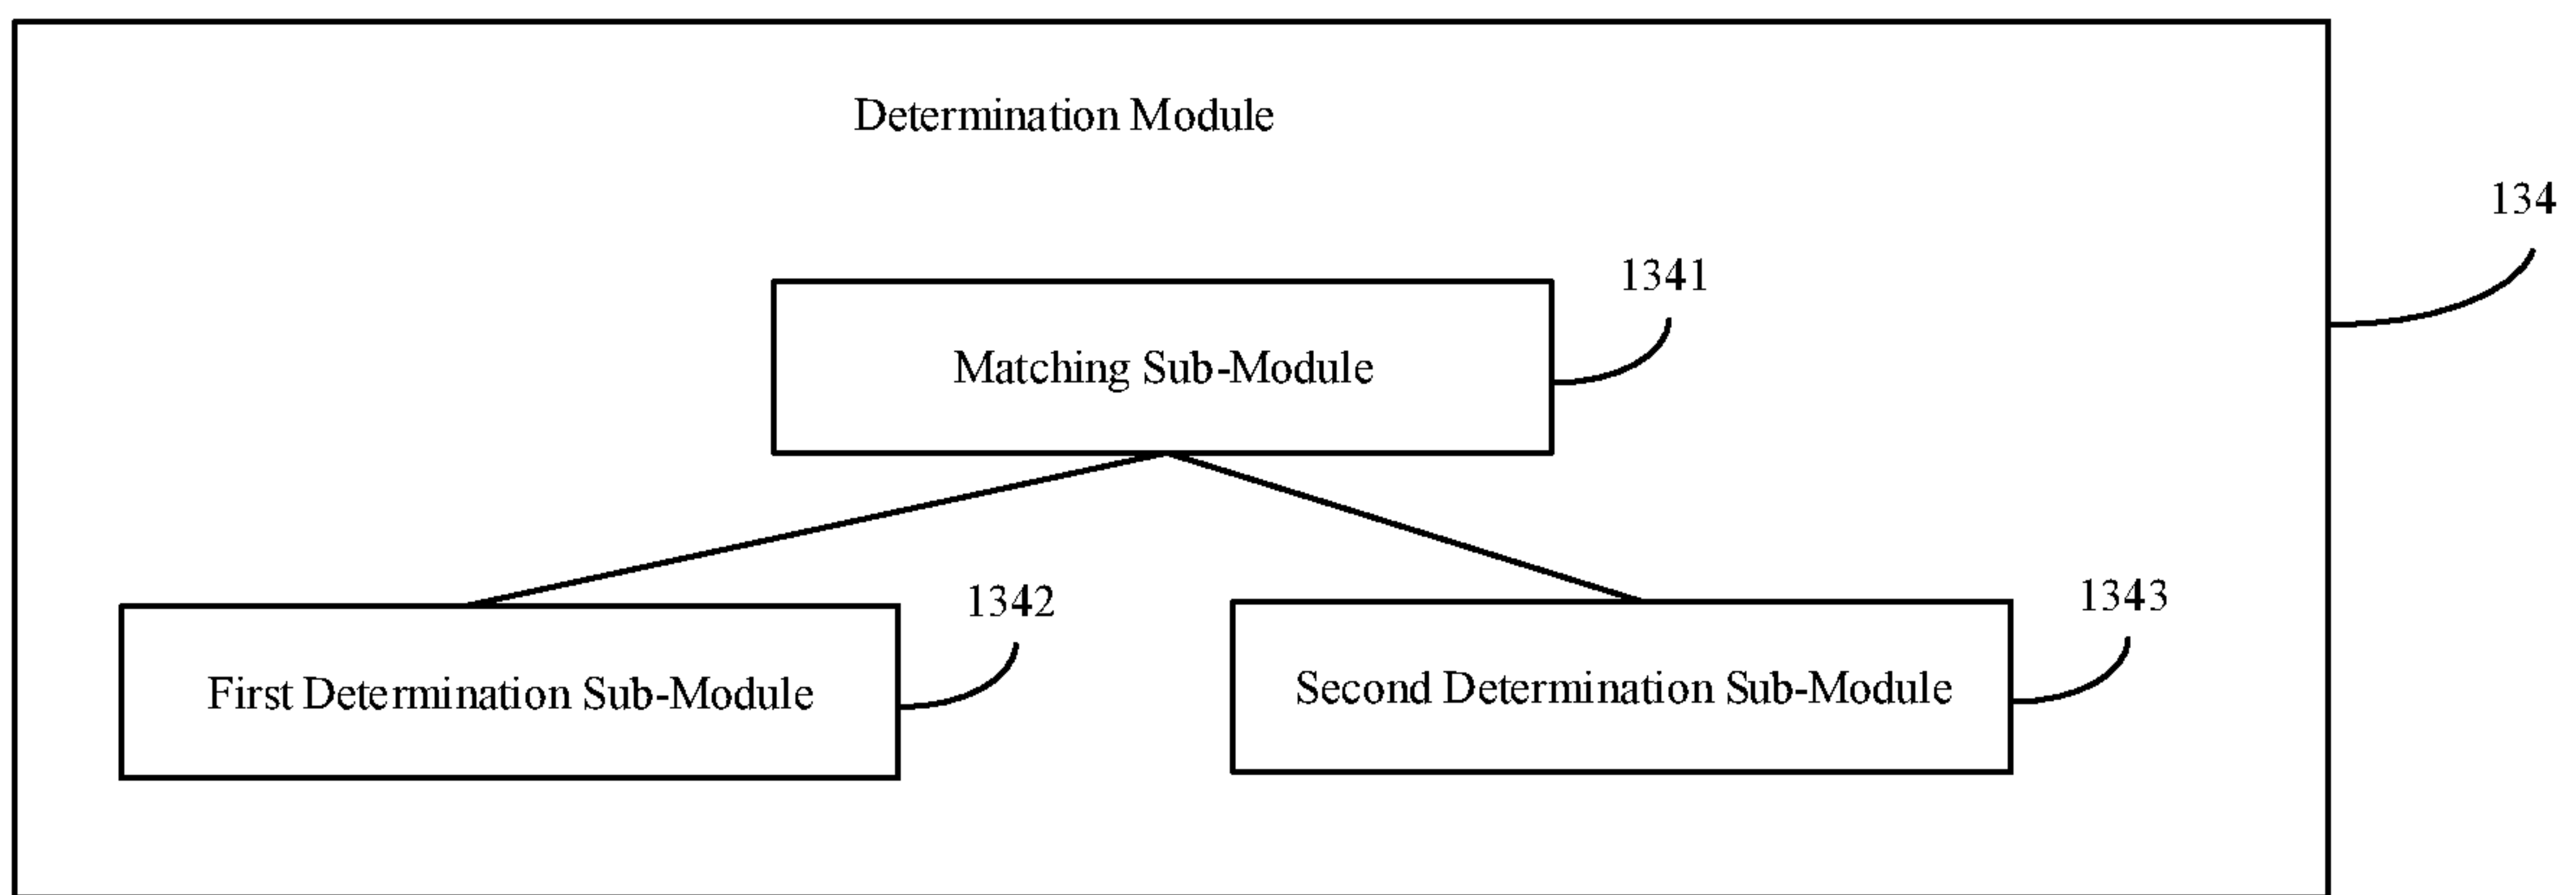 Determination Module
134
1341
Matching Sub-Module
1342
1343
First Determination Sub-Module
Second Determination Sub-Module